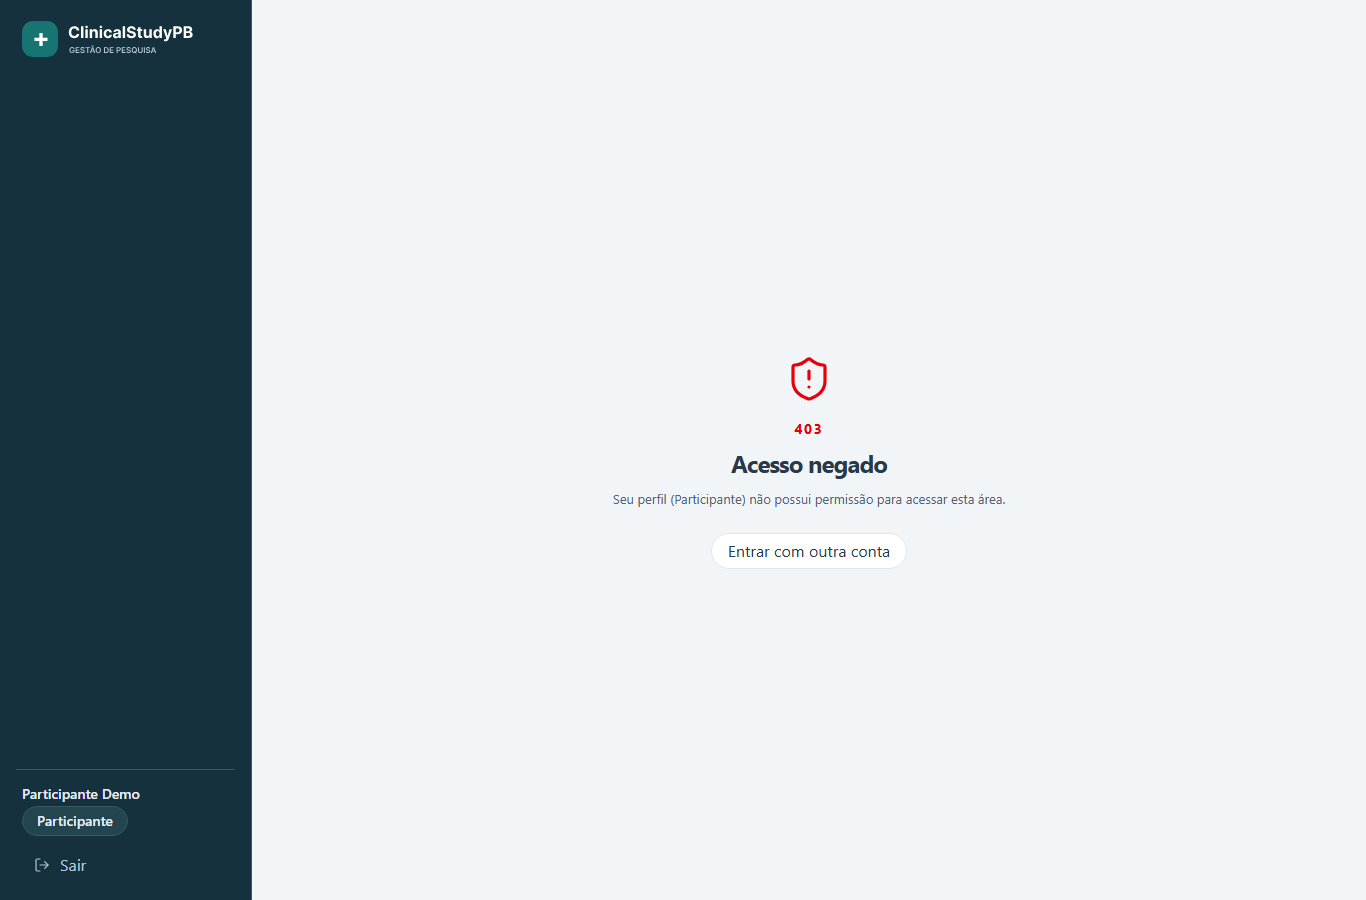 ClinicalStudyPB
GESTÃO DE PESQUISA
403
Acesso negado
Seu perfil (Participante) não possui permissão para acessar esta área.
Entrar com outra conta
Participante Demo
Participante
Sair